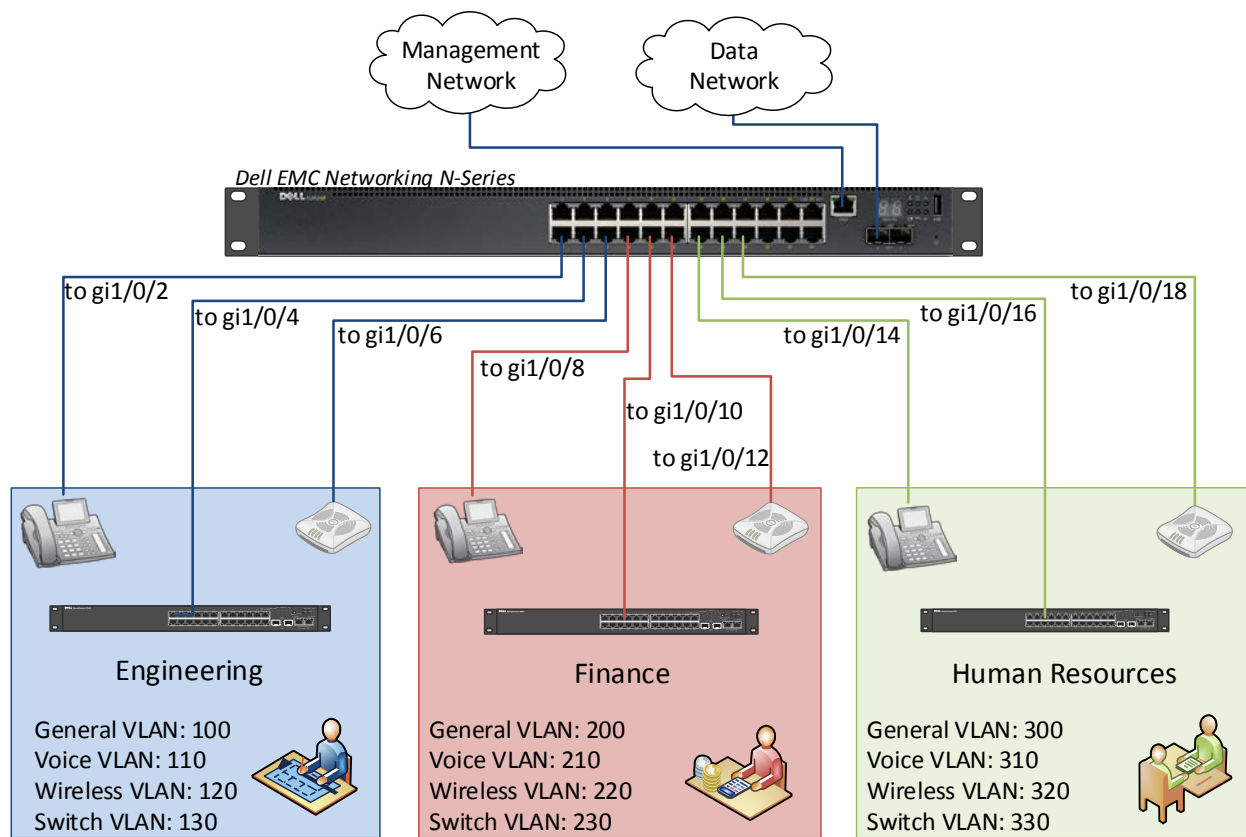 Management
Network
Data
Network
Dell EMC Networking N-Series
DELL
to gi1/0/2
to gi1/0/4
to gi1/0/6
to gi1/0/8
to gi1/0/10
to gi1/0/12
to gi1/0/14
to gi1/0/16
to gi1/0/18
Engineering
General VLAN: 100
Voice VLAN: 110
Wireless VLAN: 120
Switch VLAN: 130
Finance
General VLAN: 200
Voice VLAN: 210
Wireless VLAN: 220
Switch VLAN: 230
Human Resources
General VLAN: 300
Voice VLAN: 310
Wireless VLAN: 320
Switch VLAN: 330